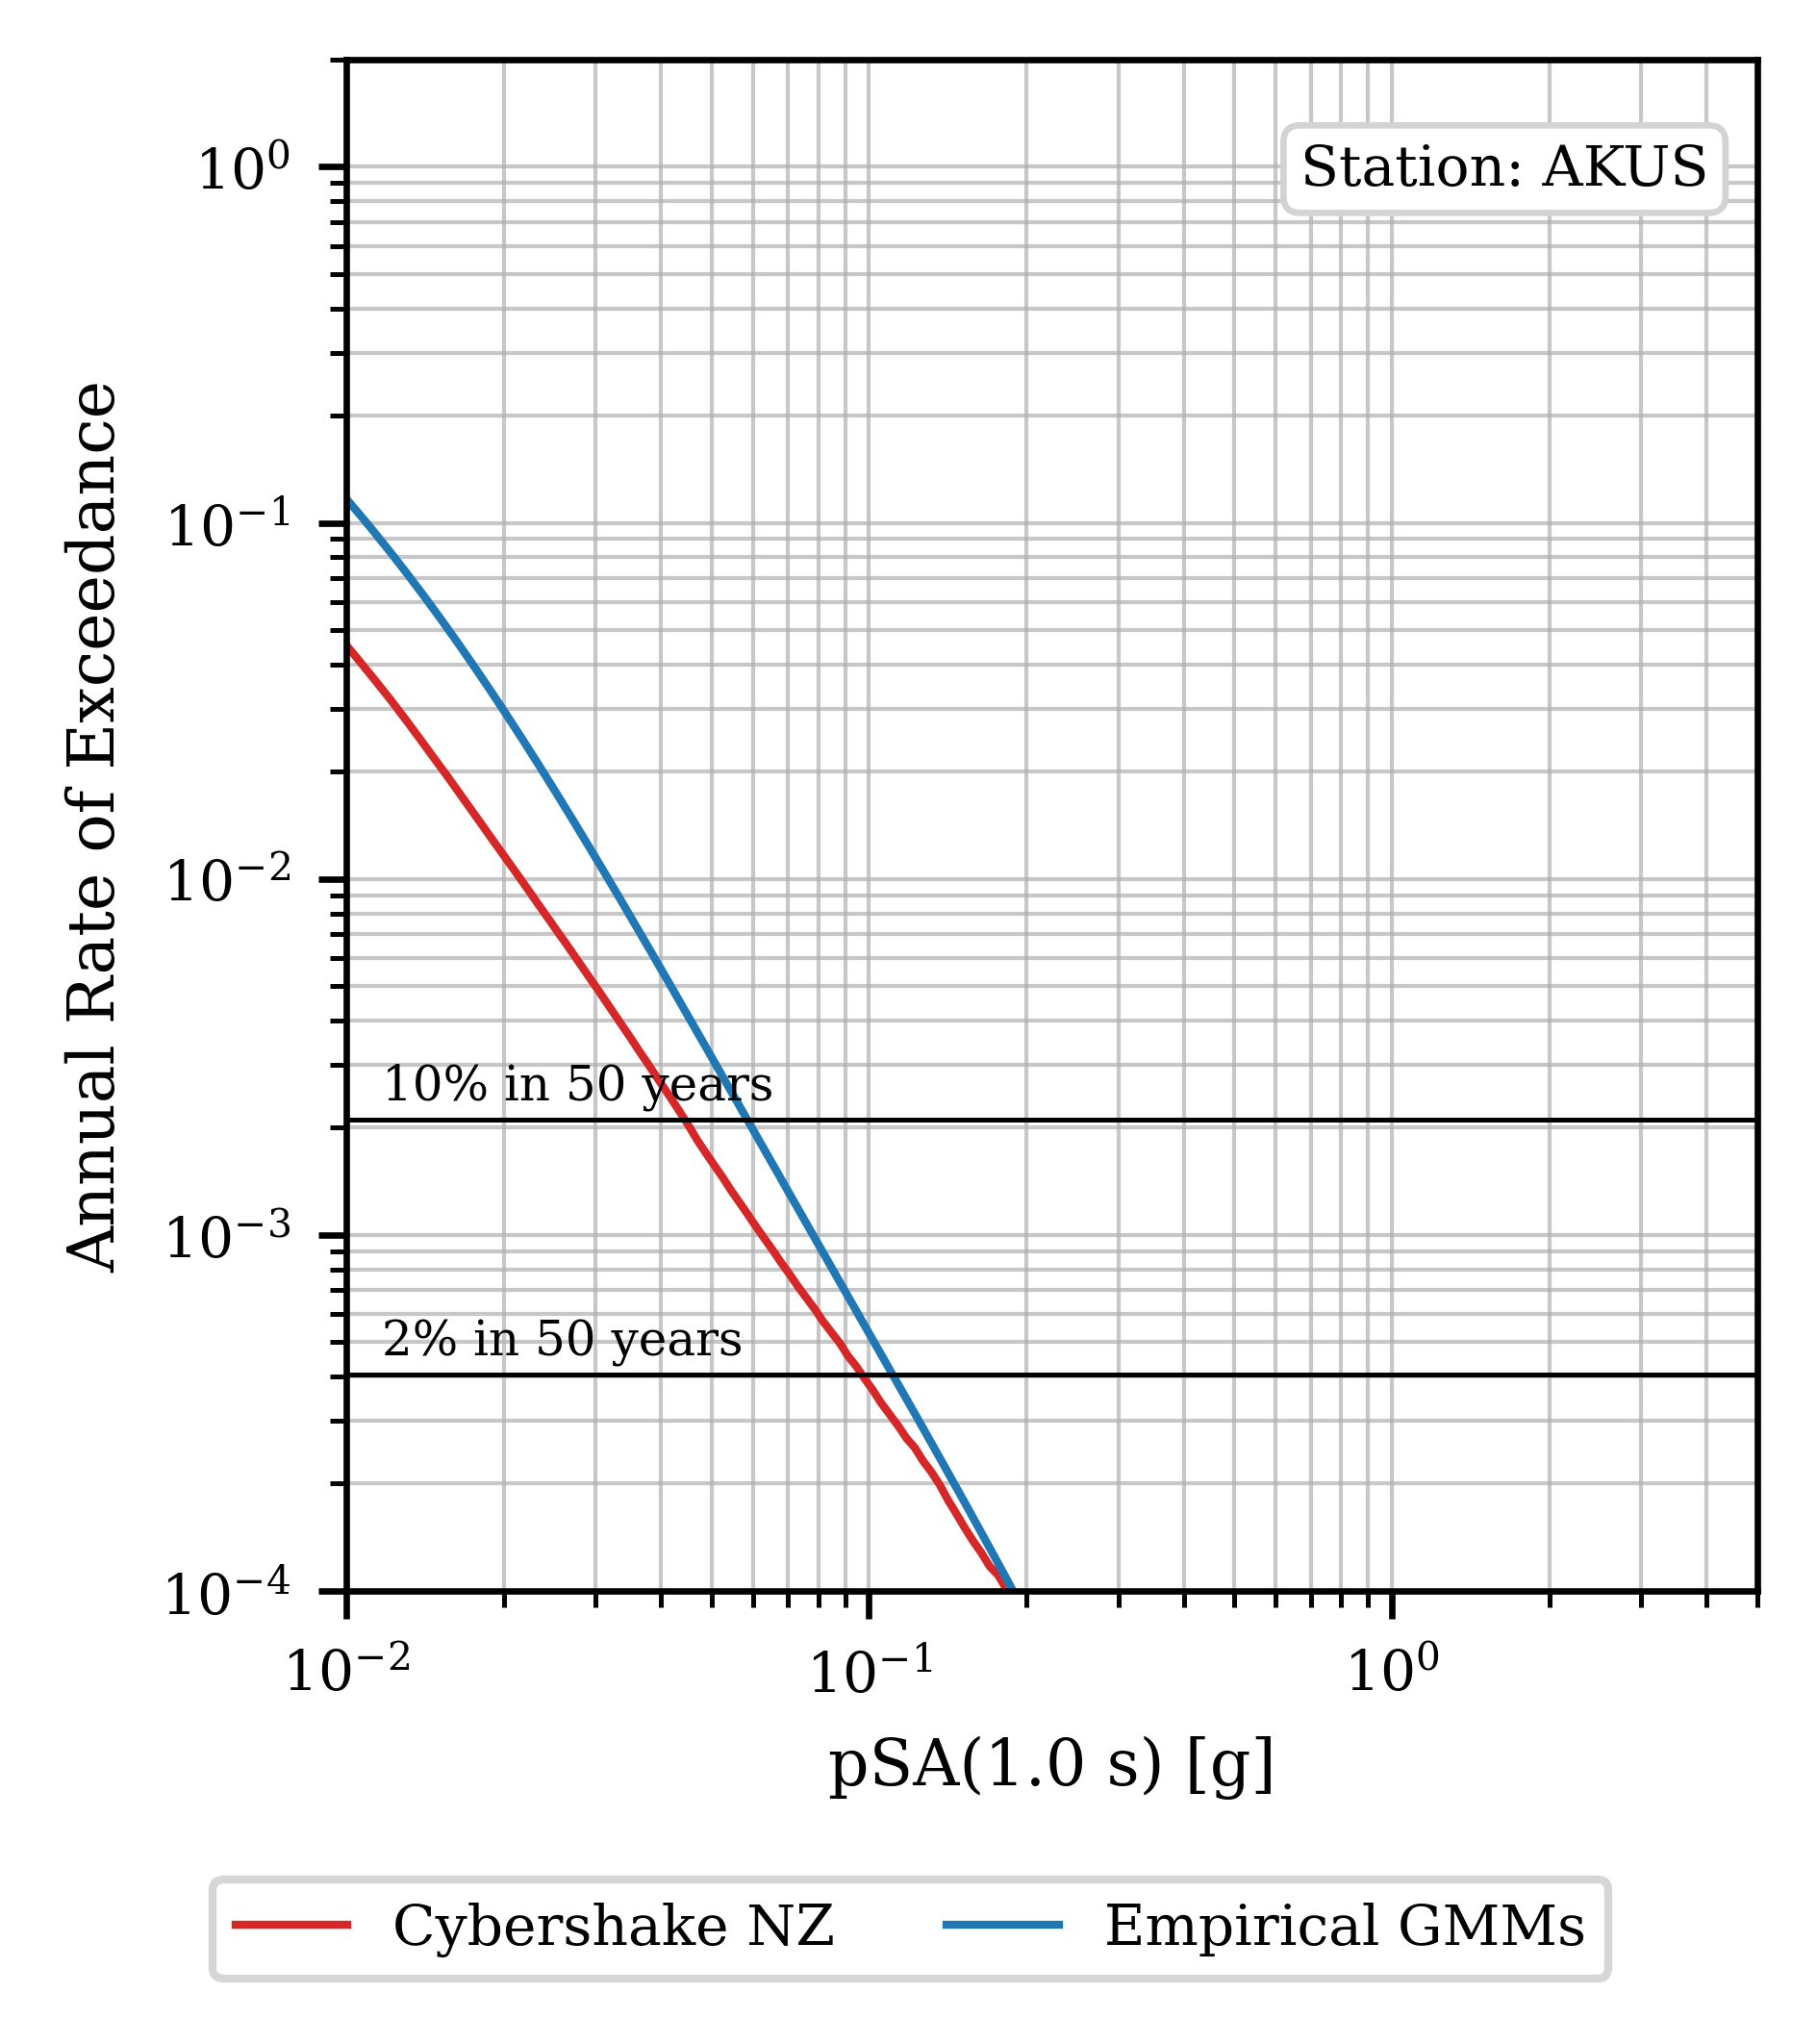 Station: AKUS
Annual Rate of Exceedance
10⁰
10⁻¹
10⁻²
10⁻³
10⁻⁴
10% in 50 years
2% in 50 years
10⁻² 10⁻¹ 10⁰
pSA(1.0 s) [g]
Cybershake NZ Empirical GMMs